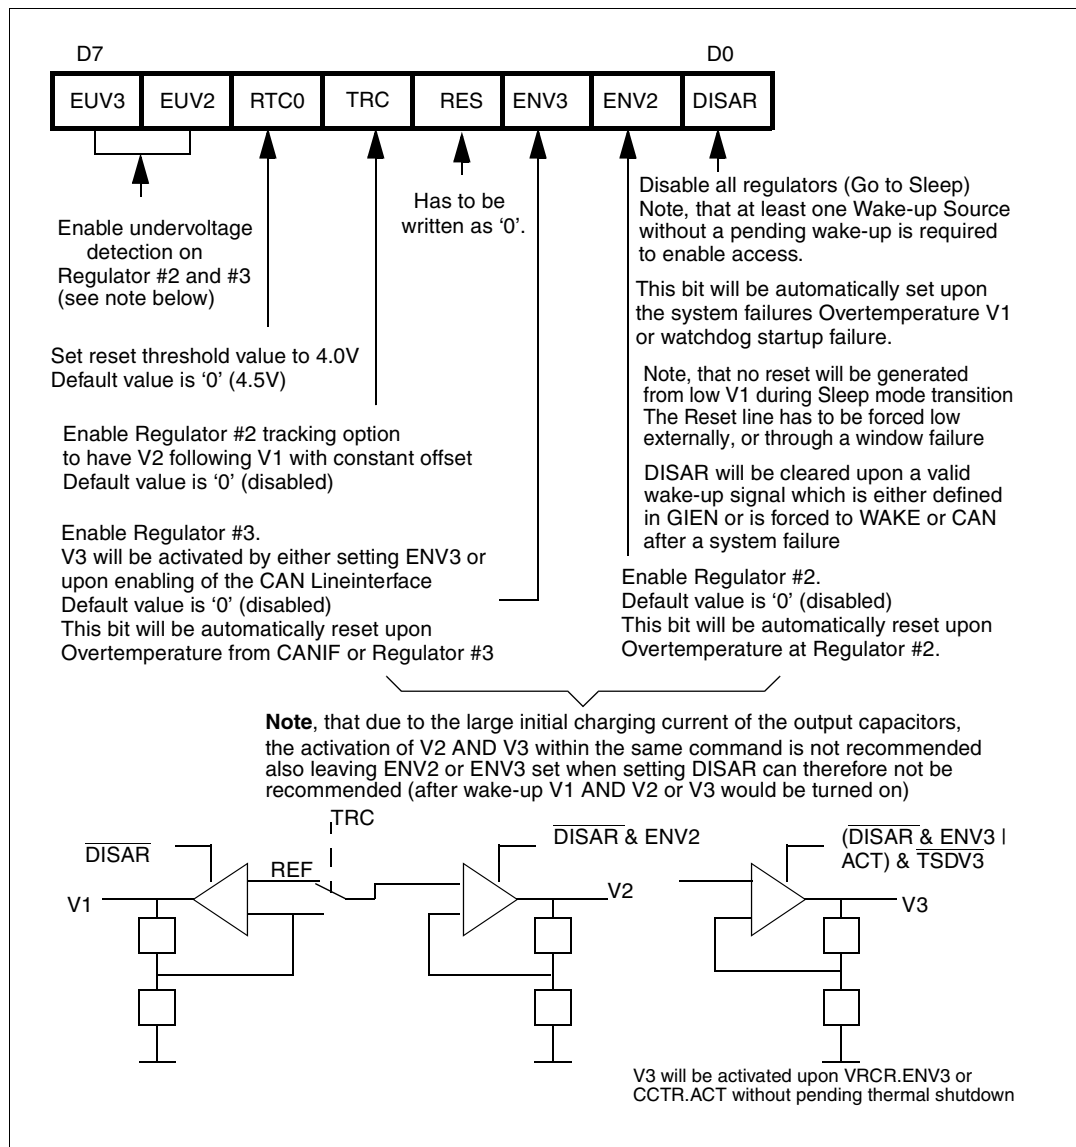 D7 D0
EUV3 EUV2 RTC0 TRC RES ENV3 ENV2 DISAR
Enable undervoltage
detection on
Regulator #2 and #3
(see note below)
Has to be
written as ‘0’.
Disable all regulators (Go to Sleep)
Note, that at least one Wake-up Source
without a pending wake-up is required
to enable access.
This bit will be automatically set upon
the system failures Overtemperature V1
or watchdog startup failure.
Note, that no reset will be generated
from low V1 during Sleep mode transition
The Reset line has to be forced low
externally, or through a window failure
DISAR will be cleared upon a valid
wake-up signal which is either defined
in GIEN or is forced to WAKE or CAN
after a system failure
Set reset threshold value to 4.0V
Default value is ‘0’ (4.5V)
Enable Regulator #2 tracking option
to have V2 following V1 with constant offset
Default value is ‘0’ (disabled)
Enable Regulator #3.
V3 will be activated by either setting ENV3 or
upon enabling of the CAN Lineinterface
Default value is ‘0’ (disabled)
This bit will be automatically reset upon
Overtemperature from CANIF or Regulator #3
Enable Regulator #2.
Default value is ‘0’ (disabled)
This bit will be automatically reset upon
Overtemperature at Regulator #2.
Note, that due to the large initial charging current of the output capacitors,
the activation of V2 AND V3 within the same command is not recommended
also leaving ENV2 or ENV3 set when setting DISAR can therefore not be
recommended (after wake-up V1 AND V2 or V3 would be turned on)
TRC
DISAR
REF
V1
DISAR & ENV2
V2
(DISAR & ENV3 |
ACT) & TSDV3
V3
V3 will be activated upon VRCR.ENV3 or
CCTR.ACT without pending thermal shutdown